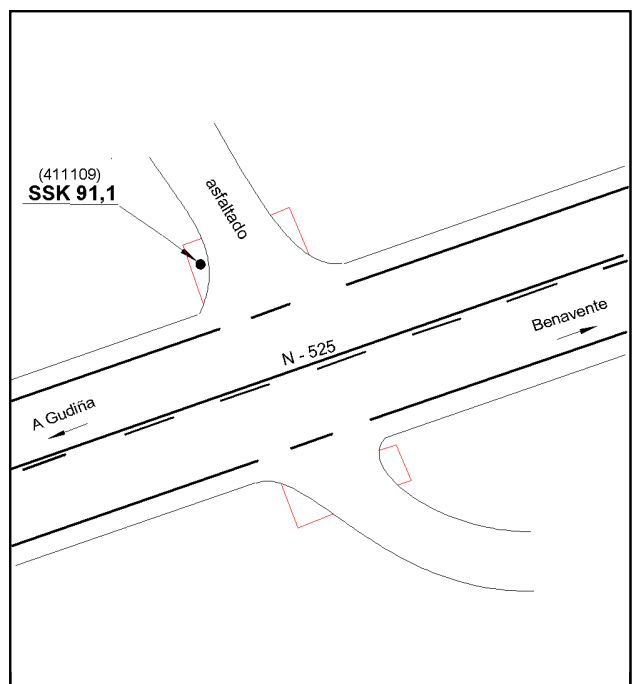 (411109)
SSK 91,1
asfaltado
Benavente
N - 525
A Gudiña